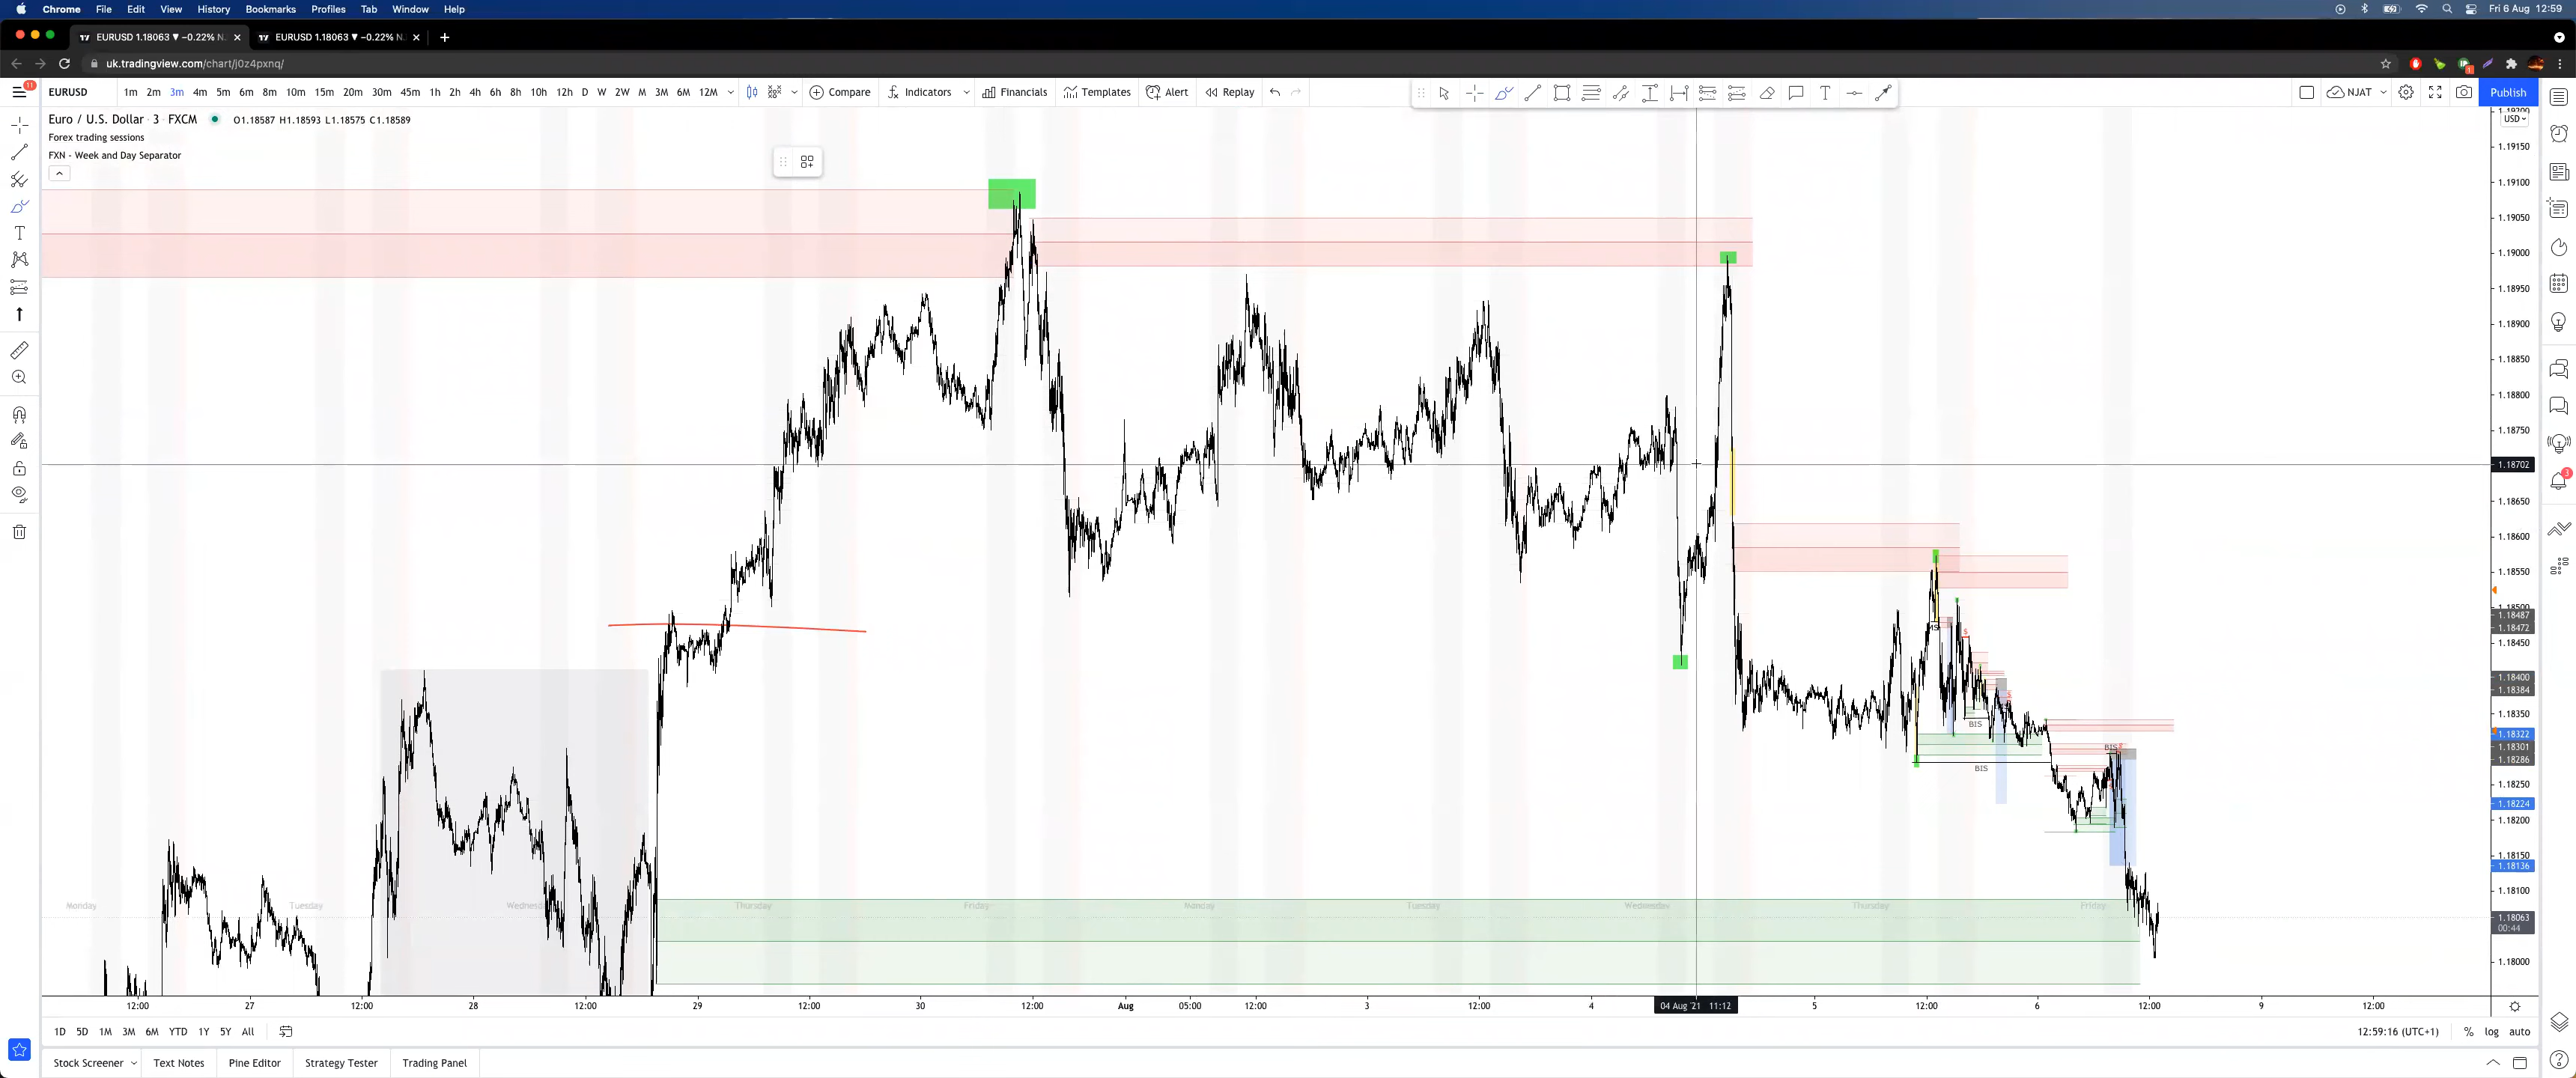 Chrome File Edit View History Bookmarks Profiles Tab Window Help Fri 6 Aug 12:59
EURUSD 1.18063 ▼ −0.22% N. EURUSD 1.18063 ▼ −0.22% N.
uk.tradingview.com/chart/j0z4pxnq/
11 EURUSD 1m 2m 3m 4m 5m 6m 8m 10m 15m 20m 30m 45m 1h 2h 4h 6h 8h 10h 12h D W 2W M 3M 6M 12M Compare Indicators Financials Templates Alert Replay NJAT Publish
Euro / U.S. Dollar · 3 · FXCM O1.18587 H1.18593 L1.18575 C1.18589
Forex trading sessions
FXN - Week and Day Separator
USD
1.19150
1.19100
1.19050
1.19000
1.18950
1.18900
1.18850
1.18800
1.18750
1.18702
1.18650
1.18600
1.18550
1.18500
1.18487
1.18472
1.18450
1.18400
1.18384
1.18350
1.18322
1.18301
1.18286
1.18250
1.18224
1.18200
1.18150
1.18136
1.18100
1.18063
00:44
1.18000
BIS
BIS
BIS
Monday Tuesday Wednesd Thursday Friday Monday Tuesday Wednesday Thursday Friday
12:00 27 12:00 28 12:00 29 12:00 30 12:00 Aug 05:00 12:00 3 12:00 4 04 Aug '21 11:12 5 12:00 6 12:00 9 12:00
1D 5D 1M 3M 6M YTD 1Y 5Y All 12:59:16 (UTC+1) % log auto
Stock Screener Text Notes Pine Editor Strategy Tester Trading Panel